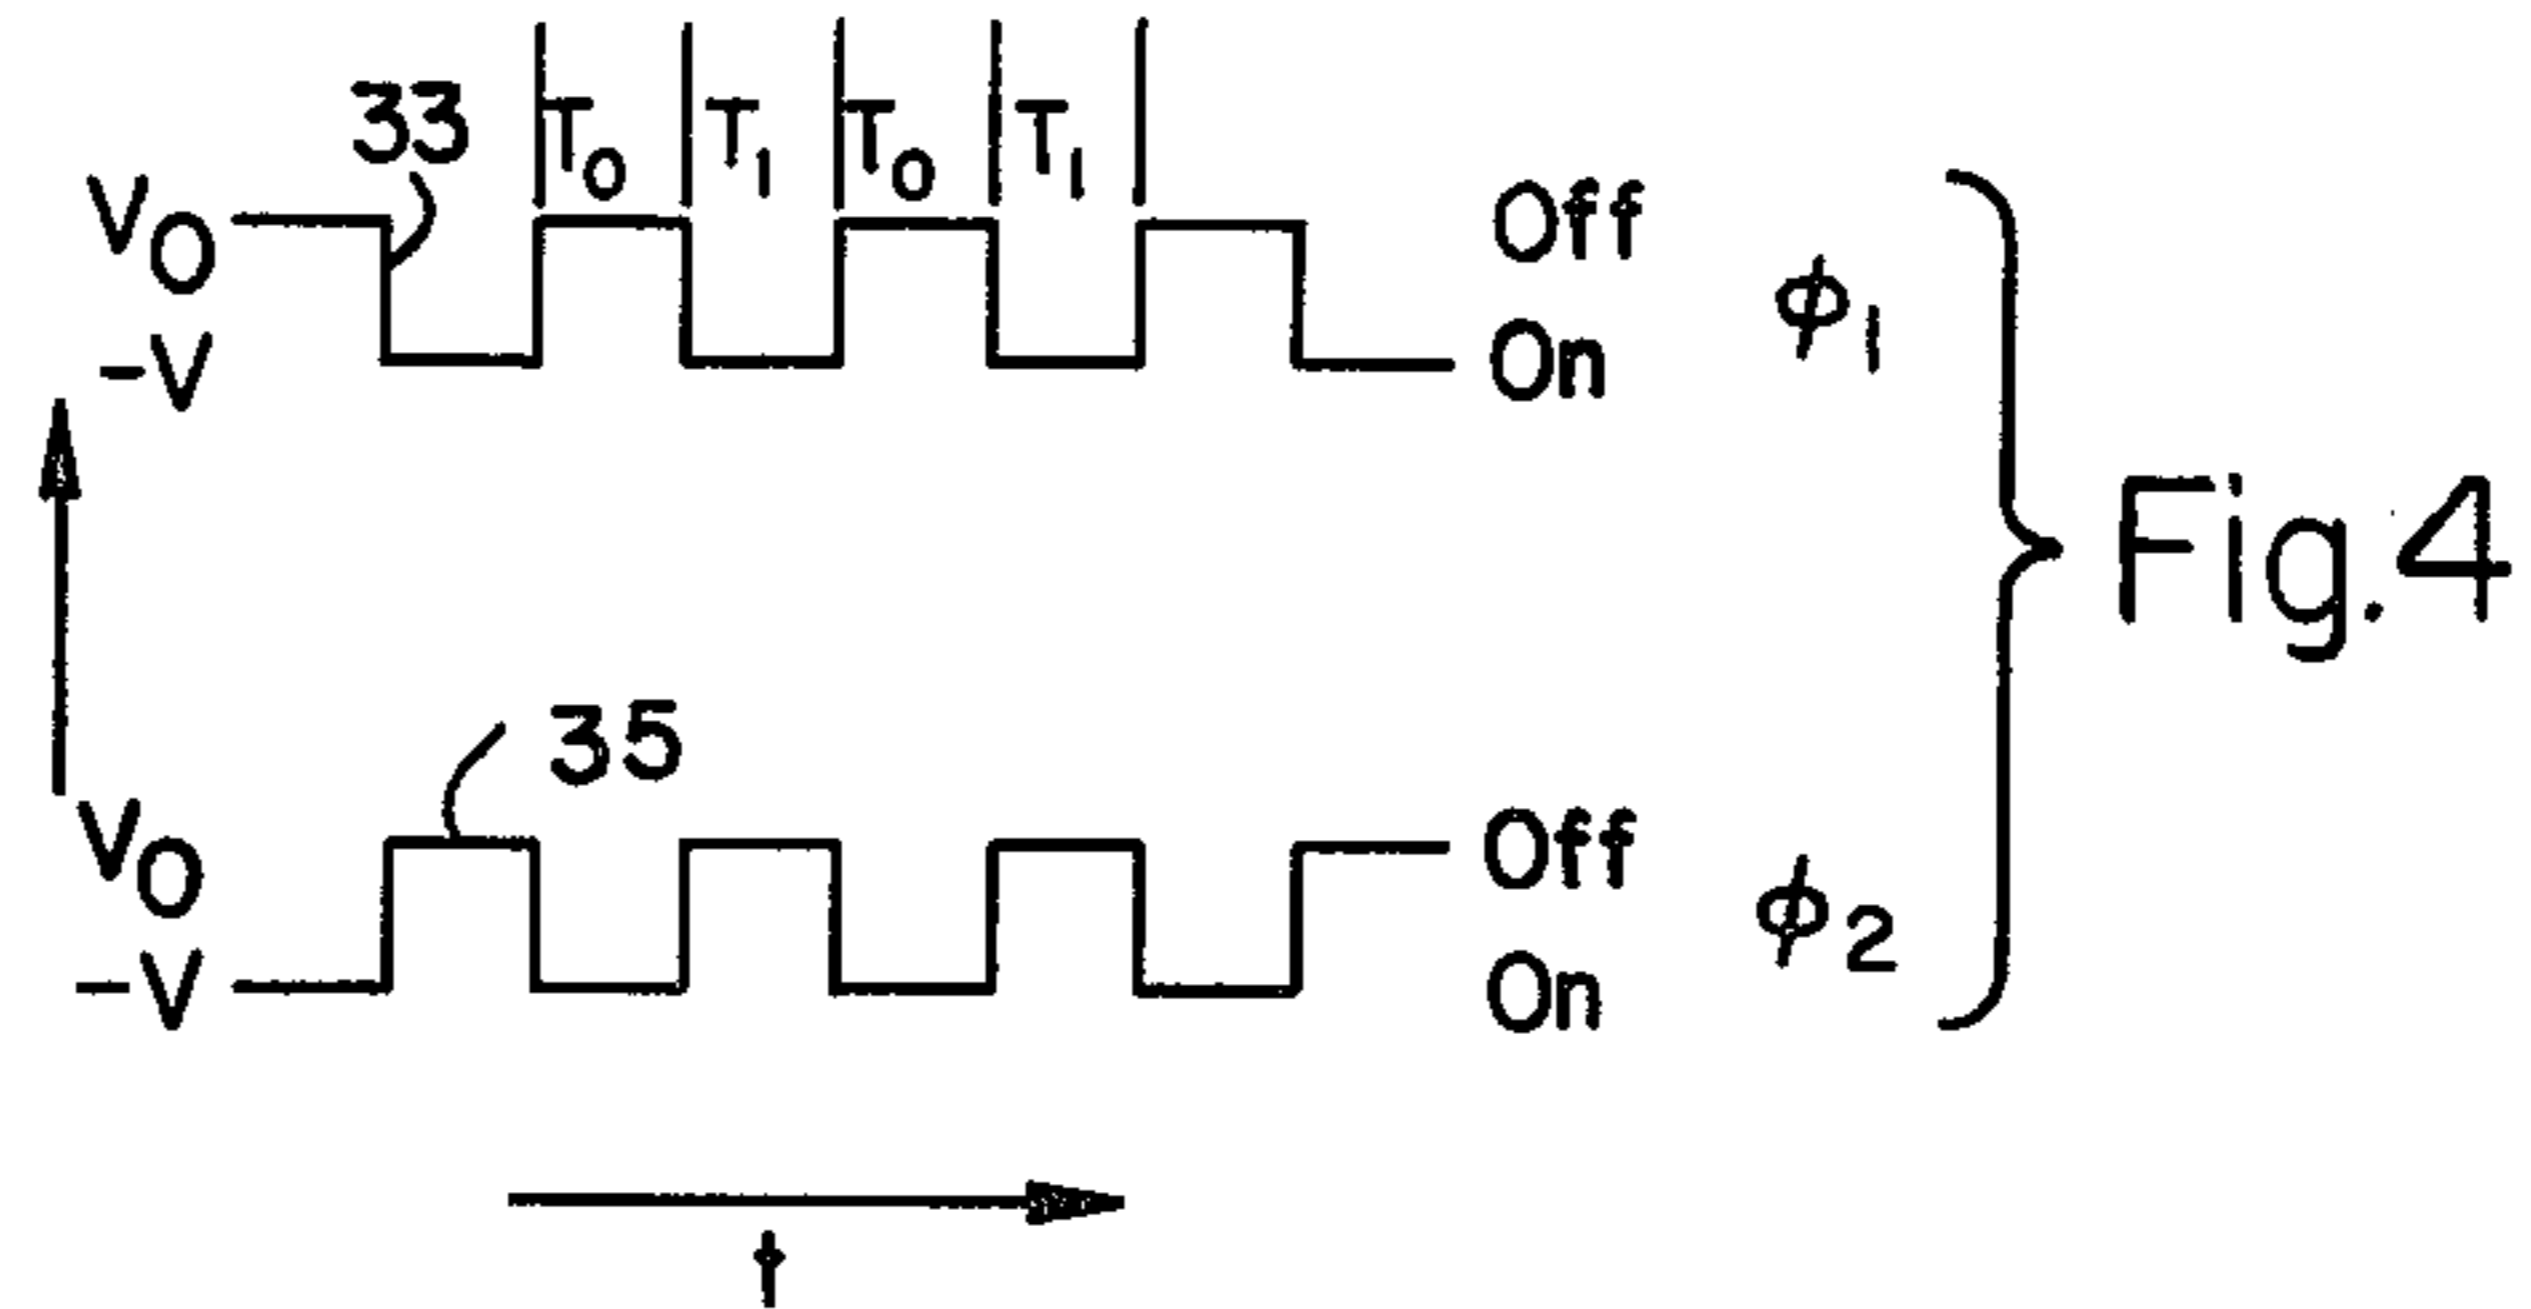 33
T₀ T₁ T₀ T₁
V₀ Off
-V On
ϕ₁
Fig.4
35
V₀ Off
-V On
ϕ₂
t